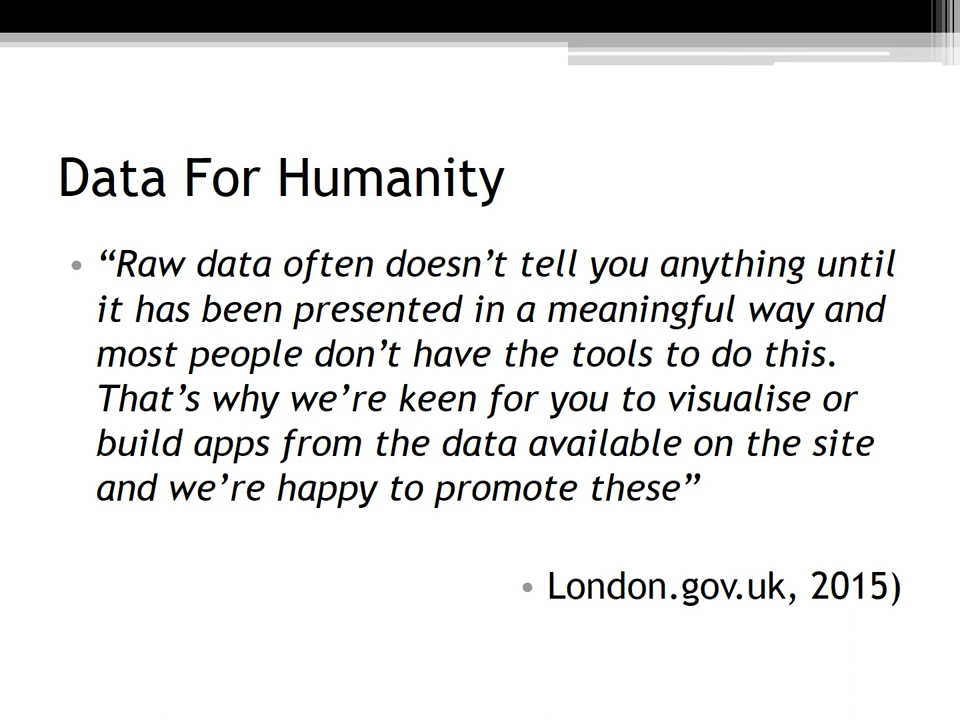 Data For Humanity
• “Raw data often doesn’t tell you anything until
it has been presented in a meaningful way and
most people don’t have the tools to do this.
That’s why we’re keen for you to visualise or
build apps from the data available on the site
and we’re happy to promote these”
• London.gov.uk, 2015)